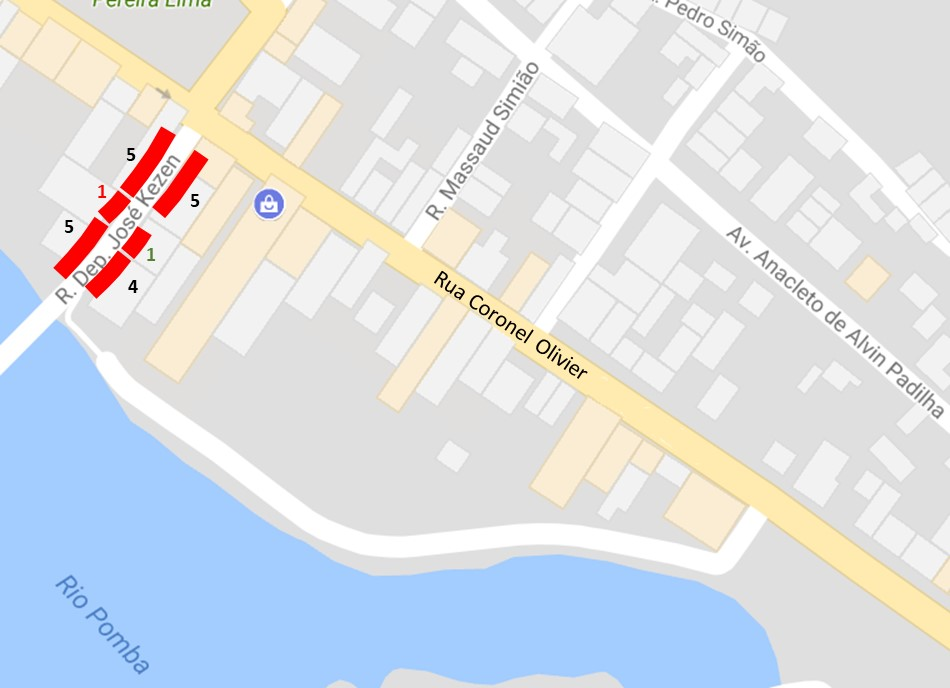 Pereira Lima
Pedro Simão
R. Massaud Simião
5
1
5
R. Dep. José Kezen
5
1
4
Rua Coronel Olivier
Av. Anacleto de Alvin Padilha
Rio Pomba